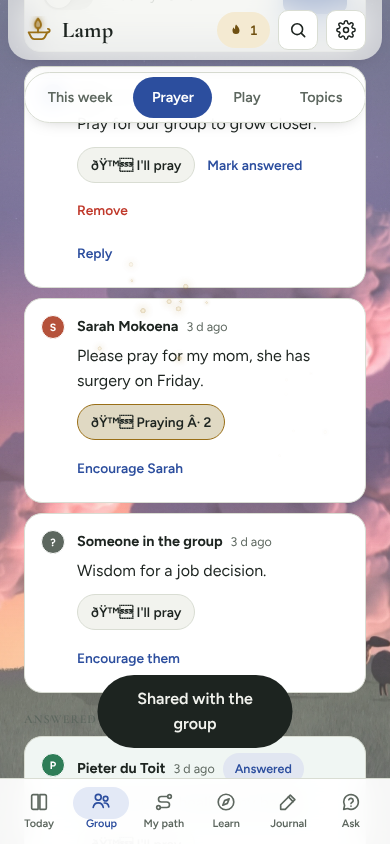 Lamp
1
This week
Prayer
Play
Topics
Pray for our group to grow closer.
ðŸ™ I'll pray
Mark answered
Remove
Reply
S
Sarah Mokoena
3 d ago
Please pray for my mom, she has
surgery on Friday.
ðŸ™ Praying Â· 2
Encourage Sarah
?
Someone in the group
3 d ago
Wisdom for a job decision.
ðŸ™ I'll pray
Encourage them
ANSWERED
Shared with the
group
P
Pieter du Toit
3 d ago
Answered
Today
Group
My path
Learn
Journal
Ask